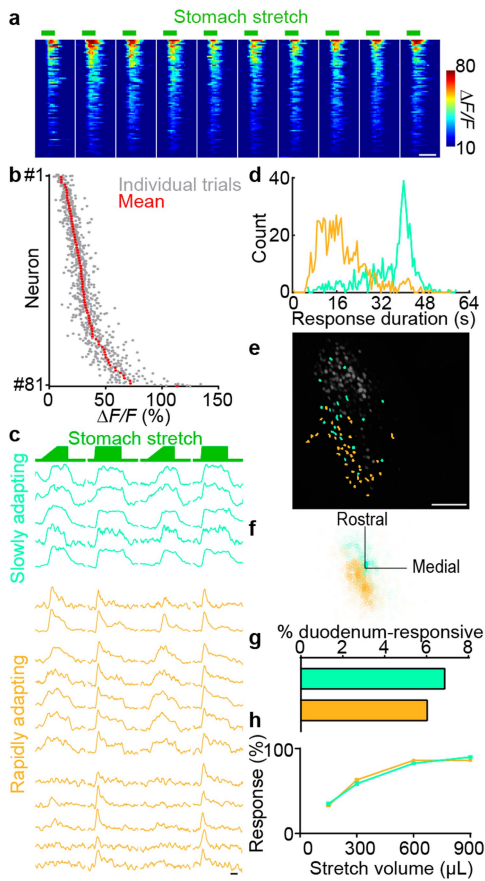 a
Stomach stretch
80
ΔF/F
10
b
#1
Individual trials
Mean
Neuron
#81
0
50
100
150
ΔF/F (%)
c
Stomach stretch
Slowly adapting
Rapidly adapting
d
40
20
0
Count
0
16
32
48
64
Response duration (s)
e
f
Rostral
Medial
g
% duodenum-responsive
0
2
4
6
8
h
100
0
Response (%)
0
300
600
900
Stretch volume (µL)